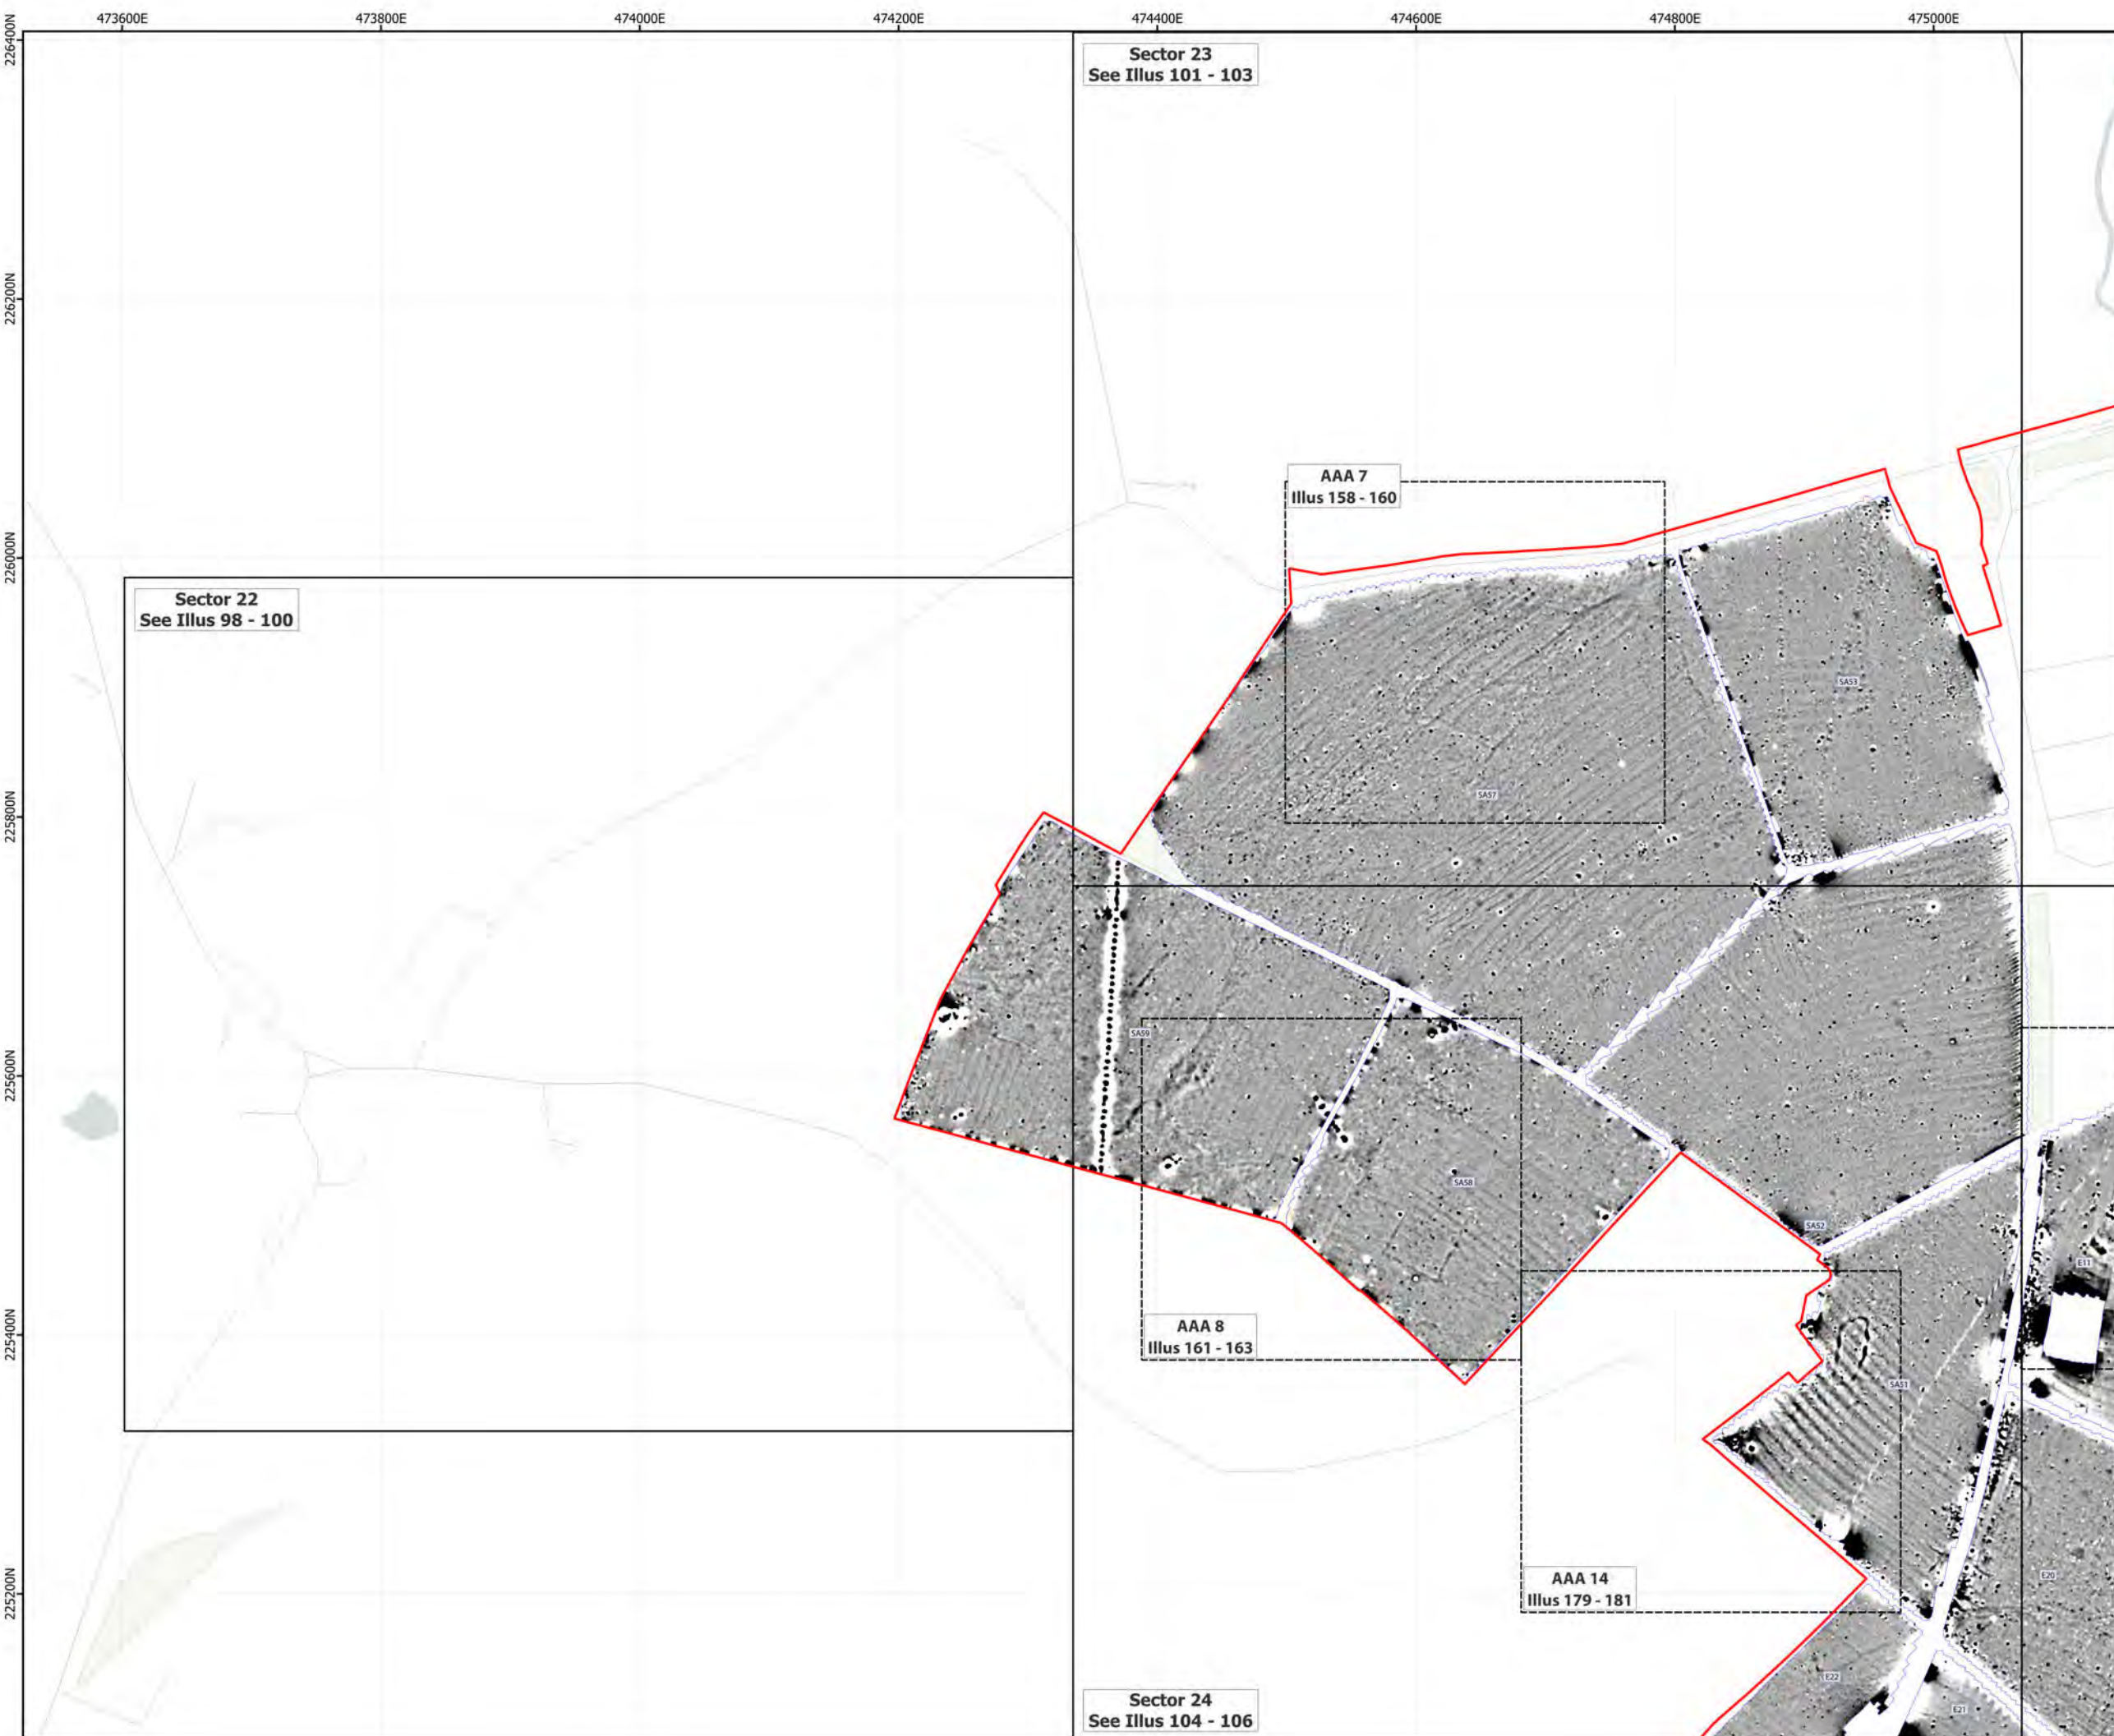 473600E
473800E
474000E
474200E
474400E
474600E
474800E
475000E
226400N
226200N
226000N
225800N
225600N
225400N
225200N
Sector 23
See Illus 101 - 103
AAA 7
Illus 158 - 160
Sector 22
See Illus 98 - 100
SA53
SA57
SA59
SA58
SA52
E11
AAA 8
Illus 161 - 163
SA51
AAA 14
Illus 179 - 181
E20
E22
Sector 24
See Illus 104 - 106
E21